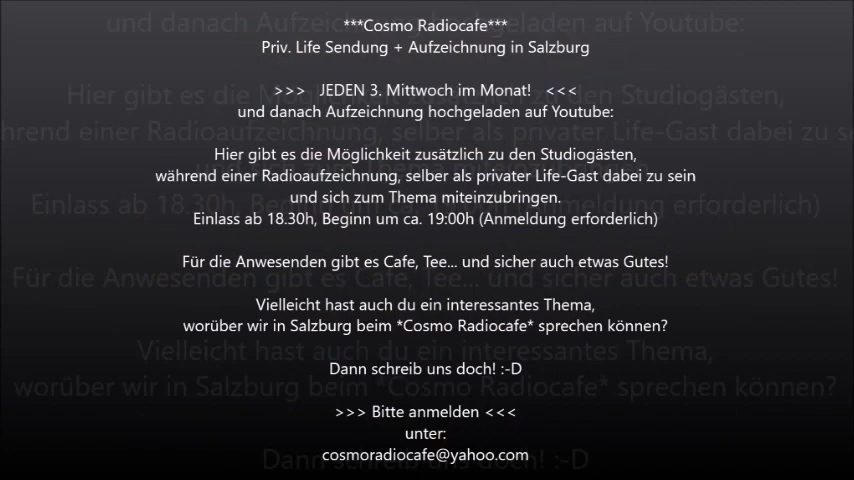 ***Cosmo Radiocafe***
Priv. Life Sendung + Aufzeichnung in Salzburg
>>> JEDEN 3. Mittwoch im Monat! <<<
und danach Aufzeichnung hochgeladen auf Youtube:
Hier gibt es die Möglichkeit zusätzlich zu den Studiogästen,
während einer Radioaufzeichnung, selber als privater Life-Gast dabei zu sein
und sich zum Thema miteinzubringen.
Einlass ab 18.30h, Beginn um ca. 19:00h (Anmeldung erforderlich)
Für die Anwesenden gibt es Cafe, Tee... und sicher auch etwas Gutes!
Vielleicht hast auch du ein interessantes Thema,
worüber wir in Salzburg beim *Cosmo Radiocafe* sprechen können?
Dann schreib uns doch! :-D
>>> Bitte anmelden <<<
unter:
cosmoradiocafe@yahoo.com